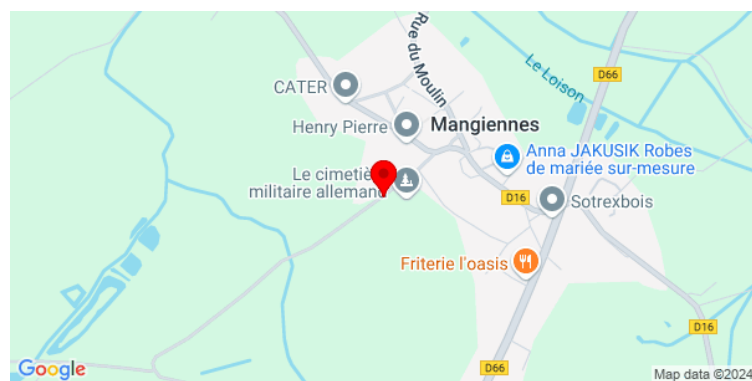 Rue du Moulin
Le Loison
D66
CATER
Henry Pierre
Mangiennes
Anna JAKUSIK Robes
de mariée sur-mesure
Le cimetiè
militaire allemand
D16
Sotrexbois
Friterie l'oasis
D16
D66
Google
Map data ©2024